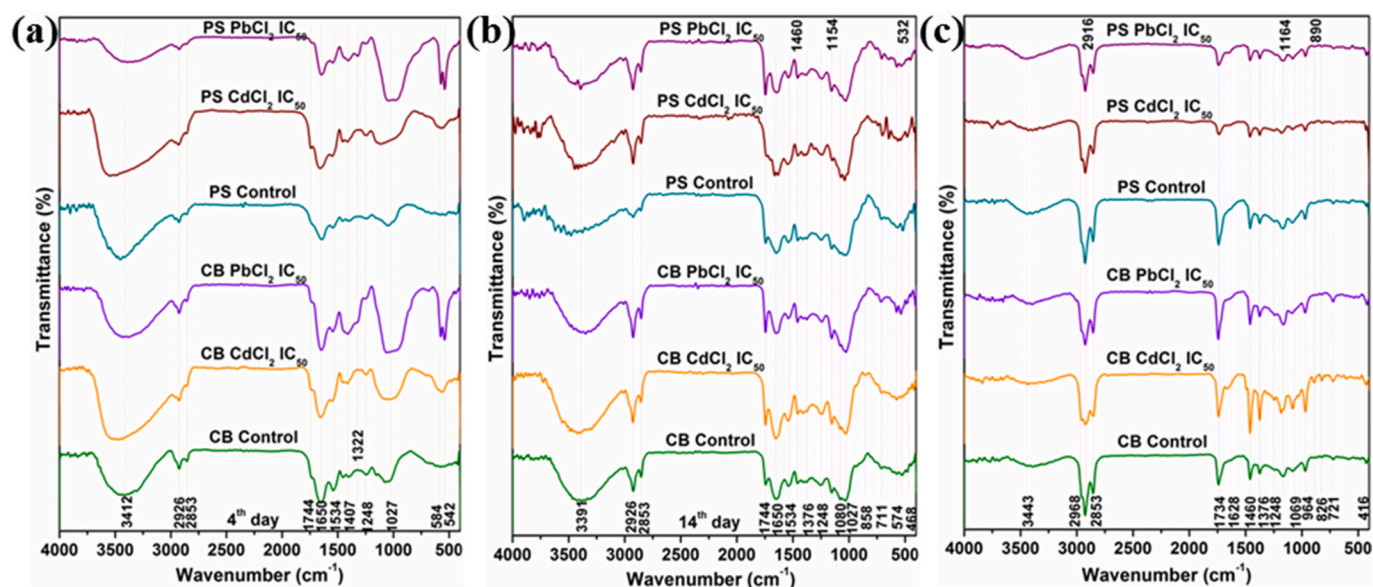 (a)
Transmittance (%)
PS PbCl2 IC50
PS CdCl2 IC50
PS Control
CB PbCl2 IC50
CB CdCl2 IC50
CB Control
1322
3412
2926
2853
4th day
1744
1650
1534
1407
1248
1027
584
542
4000 3500 3000 2500 2000 1500 1000 500
Wavenumber (cm-1)
(b)
Transmittance (%)
PS PbCl2 IC50
1460
1154
532
PS CdCl2 IC50
PS Control
CB PbCl2 IC50
CB CdCl2 IC50
CB Control
3391
2926
2853
14th day
1744
1650
1534
1376
1248
1080
1027
858
711
574
468
4000 3500 3000 2500 2000 1500 1000 500
Wavenumber (cm-1)
(c)
Transmittance (%)
PS PbCl2 IC50
2916
1164
890
PS CdCl2 IC50
PS Control
CB PbCl2 IC50
CB CdCl2 IC50
CB Control
3443
2968
2853
1734
1628
1460
1376
1248
1069
964
826
721
416
4000 3500 3000 2500 2000 1500 1000 500
Wavenumber (cm-1)